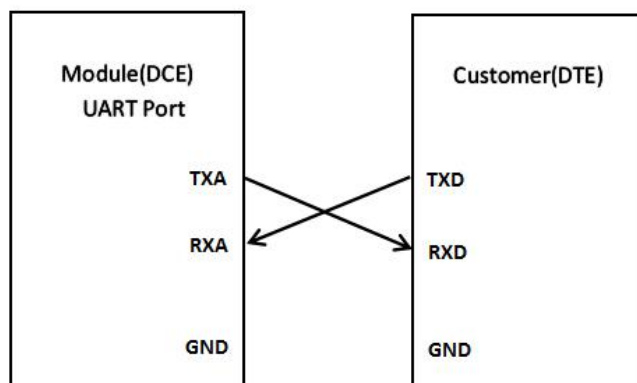 Module(DCE)
UART Port
TXA
RXA
GND
Customer(DTE)
TXD
RXD
GND